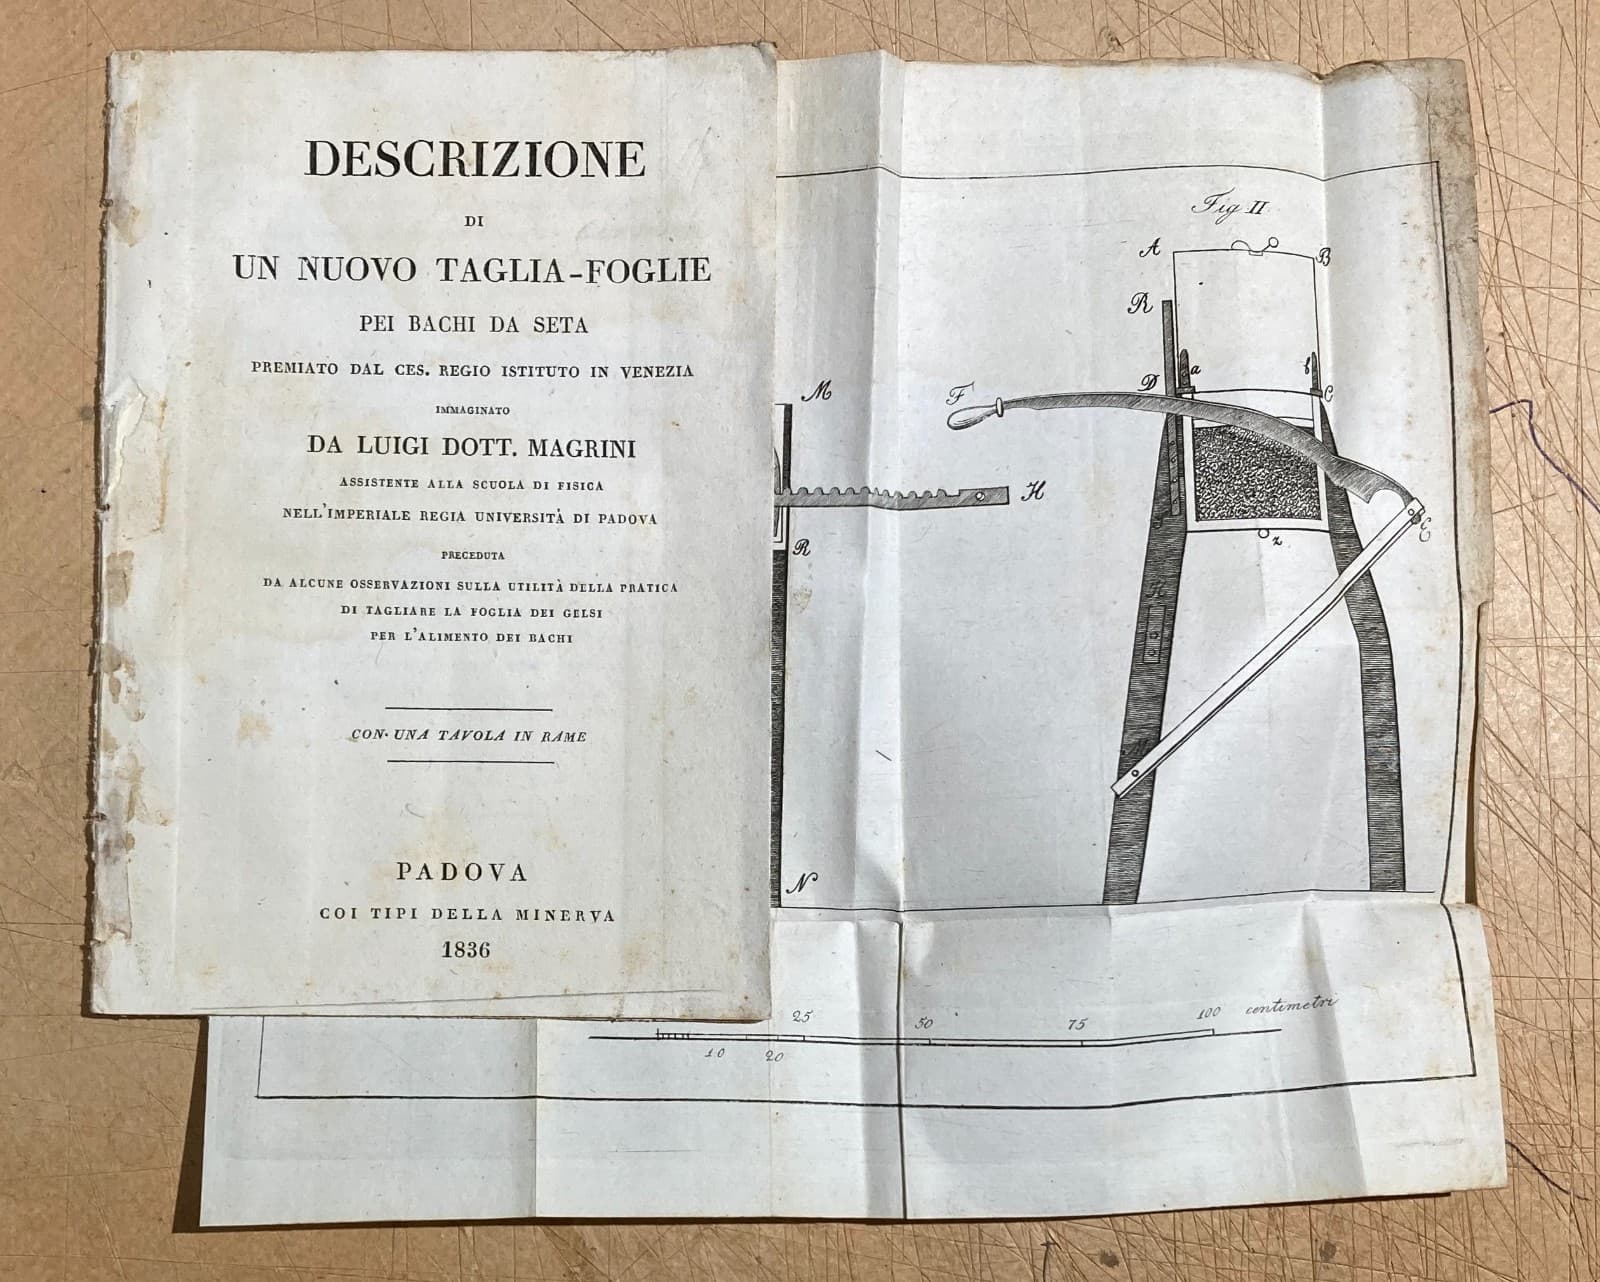 DESCRIZIONE
DI
UN NUOVO TAGLIA-FOGLIE
PEI BACHI DA SETA
PREMIATO DAL CES. REGIO ISTITUTO IN VENEZIA
IMMAGINATO
DA LUIGI DOTT. MAGRINI
ASSISTENTE ALLA SCUOLA DI FISICA
NELL'IMPERIALE REGIA UNIVERSITÀ DI PADOVA
PRECEDUTA
DA ALCUNE OSSERVAZIONI SULLA UTILITÀ DELLA PRATICA
DI TAGLIARE LA FOGLIA DEI GELSI
PER L'ALIMENTO DEI BACHI
CON UNA TAVOLA IN RAME
PADOVA
COI TIPI DELLA MINERVA
1836
Fig II
A
B
R
D
a
b
C
F
M
H
R
E
z
N
25
50
75
100 centimetri
10
20